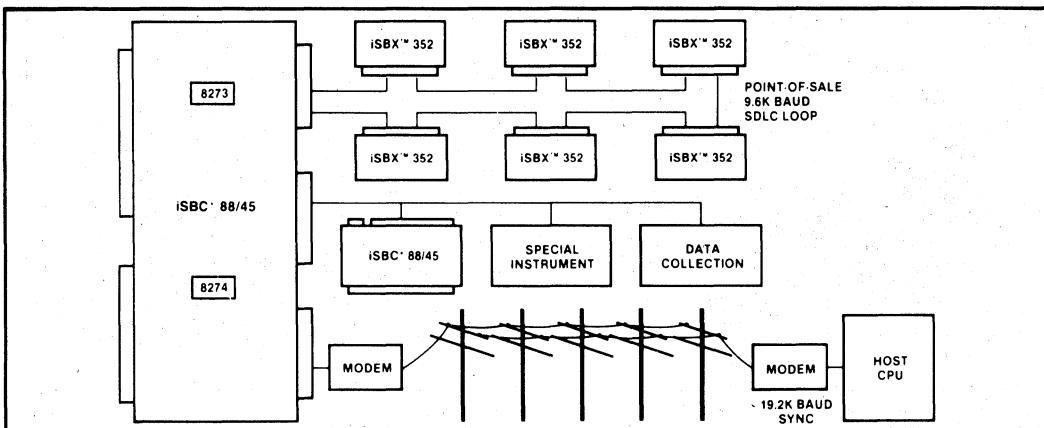 iSBX™ 352
iSBX™ 352
iSBX™ 352
8273
POINT-OF-SALE
9.6K BAUD
SDLC LOOP
iSBX™ 352
iSBX™ 352
iSBX™ 352
iSBC® 88/45
iSBC® 88/45
SPECIAL
INSTRUMENT
DATA
COLLECTION
8274
MODEM
MODEM
HOST
CPU
19.2K BAUD
SYNC